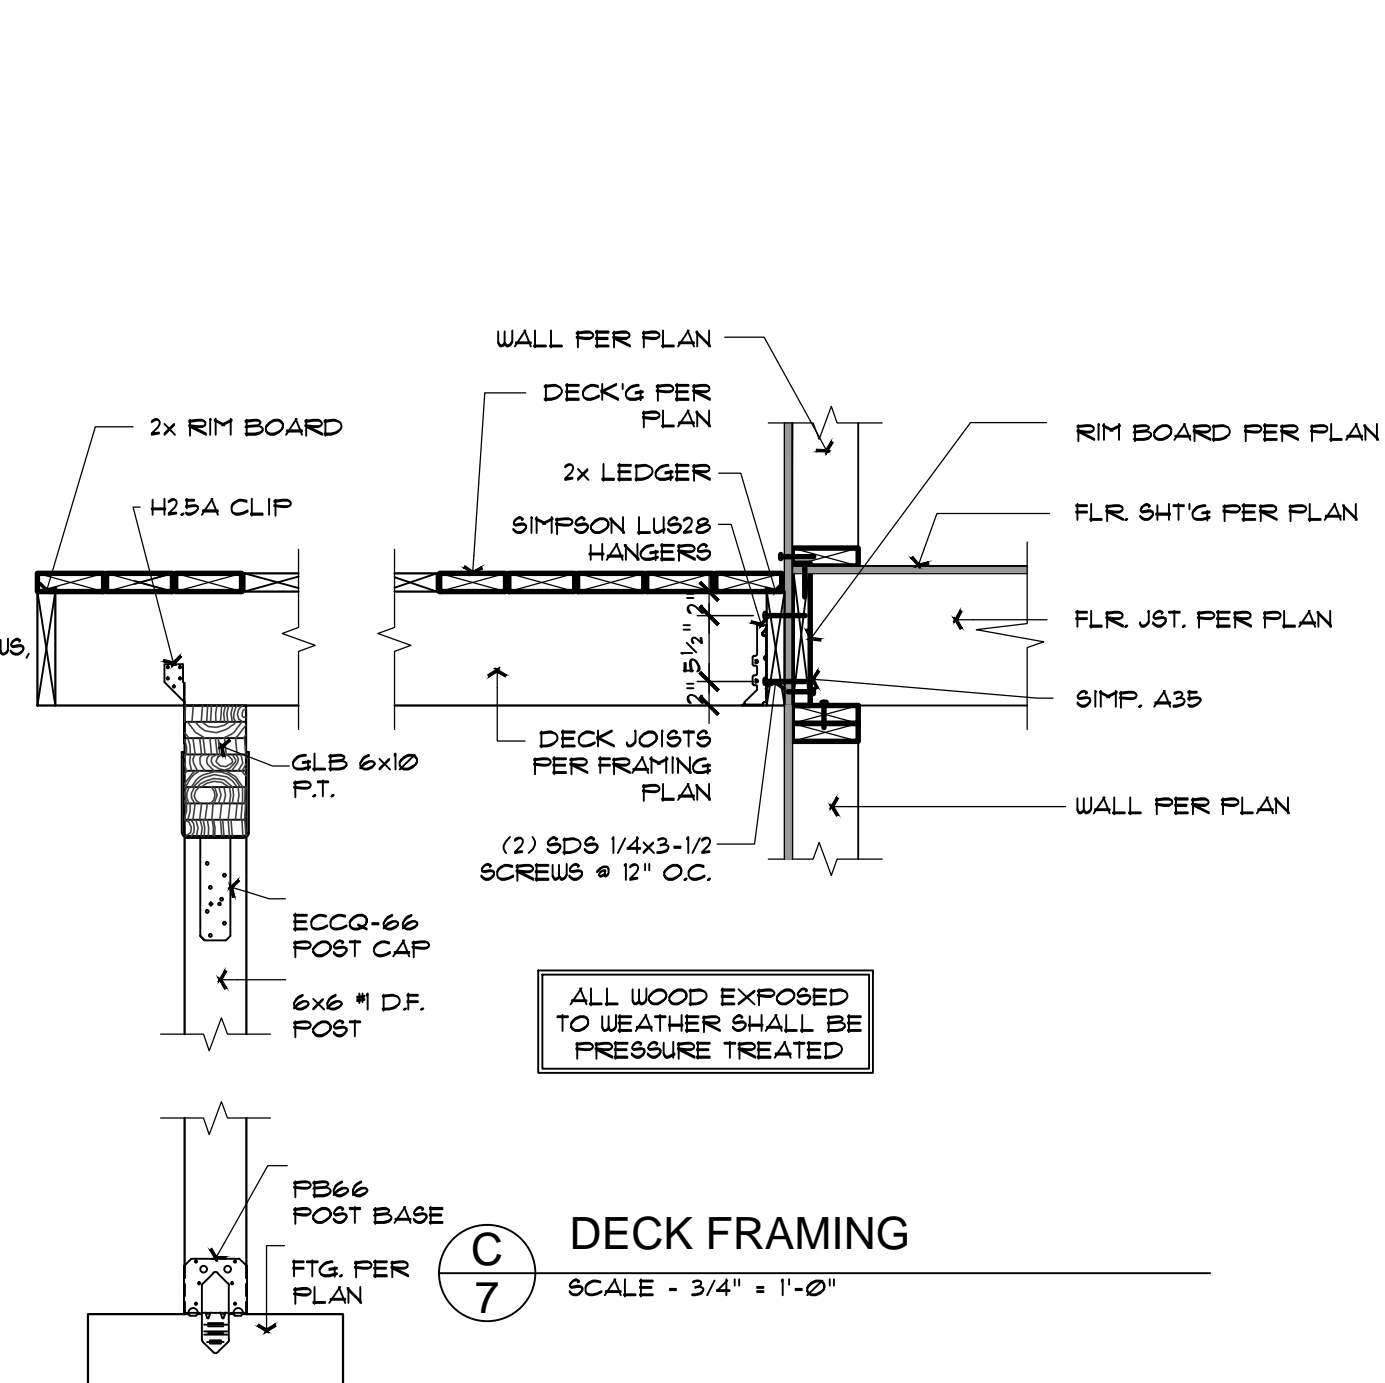 WALL PER PLAN
DECK'G PER
PLAN
2x RIM BOARD
RIM BOARD PER PLAN
2x LEDGER
H2.5A CLIP
FLR. SHT'G PER PLAN
SIMPSON LUS28
HANGERS
2"
5½"
2"
FLR. JST. PER PLAN
US,
SIMP. A35
DECK JOISTS
PER FRAMING
PLAN
GLB 6x10
P.T.
WALL PER PLAN
(2) SDS 1/4x3-1/2
SCREWS @ 12" O.C.
ECCQ-66
POST CAP
6x6 #1 D.F.
POST
ALL WOOD EXPOSED
TO WEATHER SHALL BE
PRESSURE TREATED
PB66
POST BASE
FTG. PER
PLAN
C
7
DECK FRAMING
SCALE - 3/4" = 1'-0"